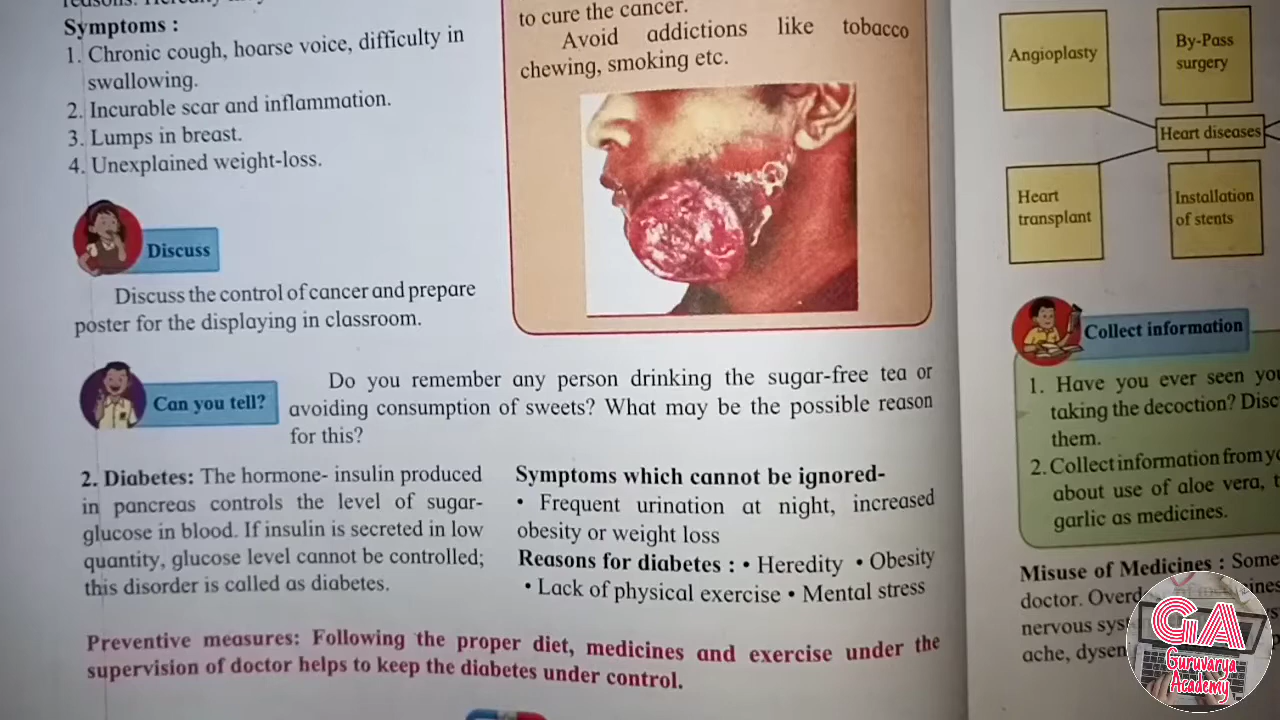 Symptoms :
1. Chronic cough, hoarse voice, difficulty in
swallowing.
2. Incurable scar and inflammation.
3. Lumps in breast.
4. Unexplained weight-loss.
Discuss
Discuss the control of cancer and prepare
poster for the displaying in classroom.
to cure the cancer.
Avoid addictions like tobacco
chewing, smoking etc.
Can you tell?
Do you remember any person drinking the sugar-free tea or
avoiding consumption of sweets? What may be the possible reason
for this?
2. Diabetes: The hormone- insulin produced
in pancreas controls the level of sugar-
glucose in blood. If insulin is secreted in low
quantity, glucose level cannot be controlled;
this disorder is called as diabetes.
Symptoms which cannot be ignored-
• Frequent urination at night, increased
obesity or weight loss
Reasons for diabetes : • Heredity • Obesity
• Lack of physical exercise • Mental stress
Preventive measures: Following the proper diet, medicines and exercise under the
supervision of doctor helps to keep the diabetes under control.
Angioplasty
By-Pass
surgery
Heart diseases
Heart
transplant
Installation
of stents
Collect information
1. Have you ever seen
taking the decoction?
them.
2. Collect information from
about use of aloe vera,
garlic as medicines.
Misuse of Medicines : Some
doctor.
nervous
ache,
GA
Guruvarya
Academy